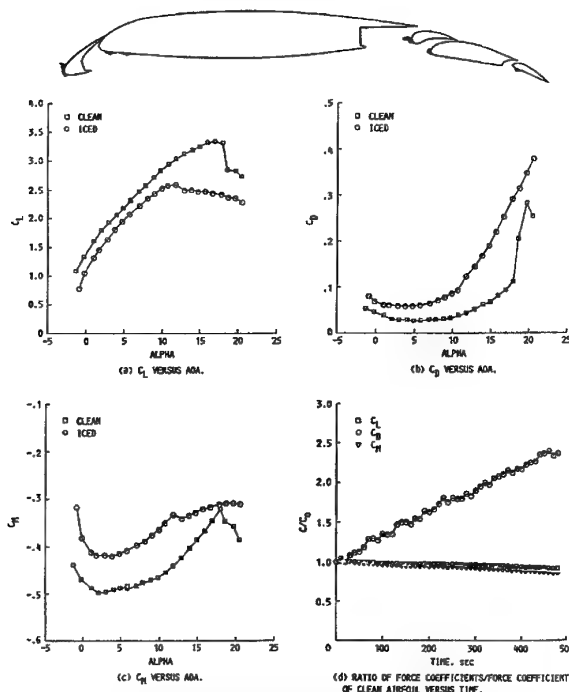 4.0
3.5
3.0
2.5
2.0
1.5
1.0
0.5
0
C_L
CLEAN
ICED
-5 0 5 10 15 20 25
ALPHA
(a) C_L VERSUS AOA.
.5
.4
.3
.2
.1
0
C_D
CLEAN
ICED
-5 0 5 10 15 20 25
ALPHA
(b) C_D VERSUS AOA.
-.1
-.2
-.3
-.4
-.5
-.6
C_M
CLEAN
ICED
-5 0 5 10 15 20 25
ALPHA
(c) C_M VERSUS AOA.
3.0
2.5
2.0
1.5
1.0
0.5
C/C_0
C_L
C_D
C_M
0 100 200 300 400 500
TIME, sec
(d) RATIO OF FORCE COEFFICIENTS/FORCE COEFFICIENT
OF CLEAN AIRFOIL VERSUS TIME.